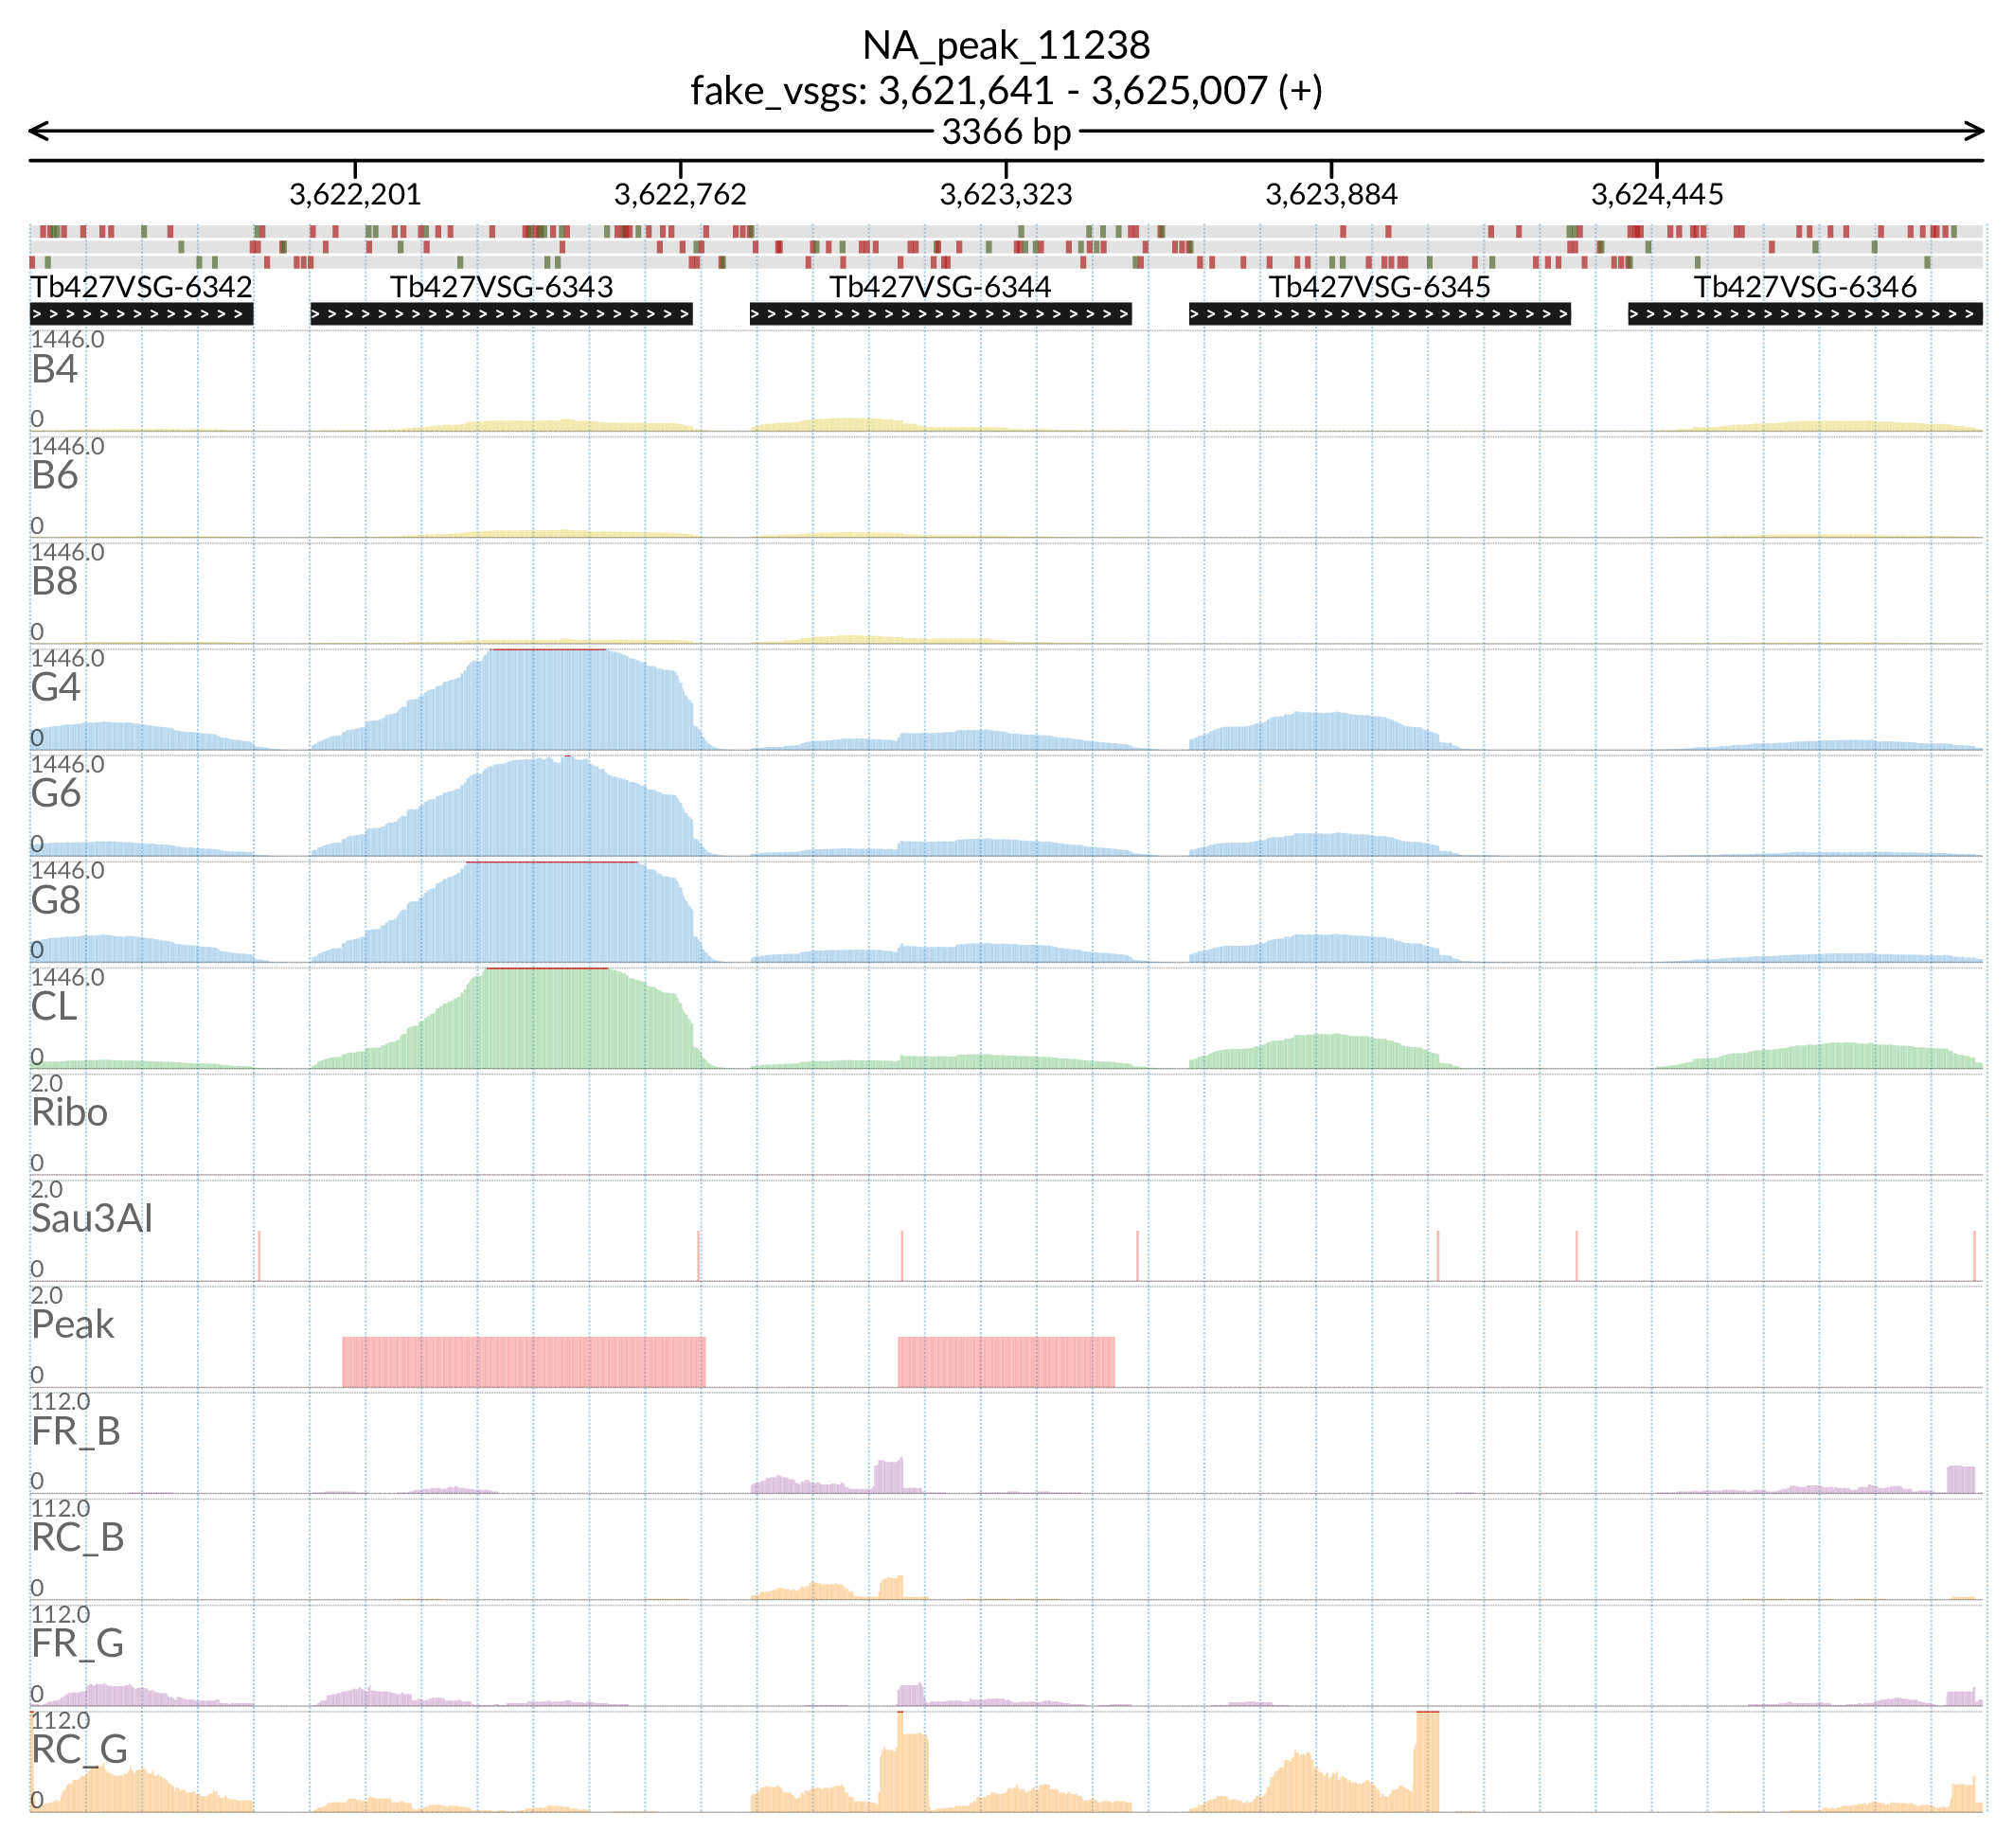 NA_peak_11238
fake_vsgs: 3,621,641 - 3,625,007 (+)
3366 bp
3,622,201 3,622,762 3,623,323 3,623,884 3,624,445
Tb427VSG-6342 Tb427VSG-6343 Tb427VSG-6344 Tb427VSG-6345 Tb427VSG-6346
1446.0
B4
0
1446.0
B6
0
1446.0
B8
0
1446.0
G4
0
1446.0
G6
0
1446.0
G8
0
1446.0
CL
0
2.0
Ribo
0
2.0
Sau3AI
0
2.0
Peak
0
112.0
FR_B
0
112.0
RC_B
0
112.0
FR_G
0
112.0
RC_G
0